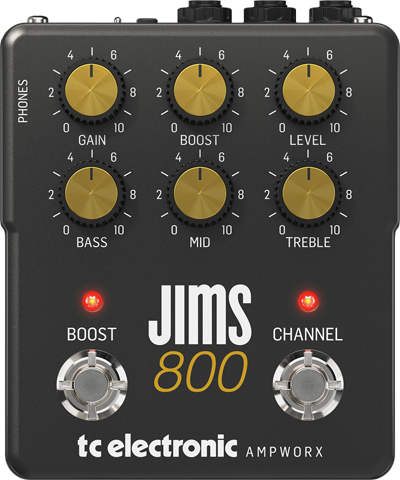 PHONES
4 6 4 6 4 6
2 8 2 8 2 8
0 10 0 10 0 10
GAIN BOOST LEVEL
4 6 4 6 4 6
2 8 2 8 2 8
0 10 0 10 0 10
BASS MID TREBLE
BOOST JIMS CHANNEL
800
tc electronic AMPWORX